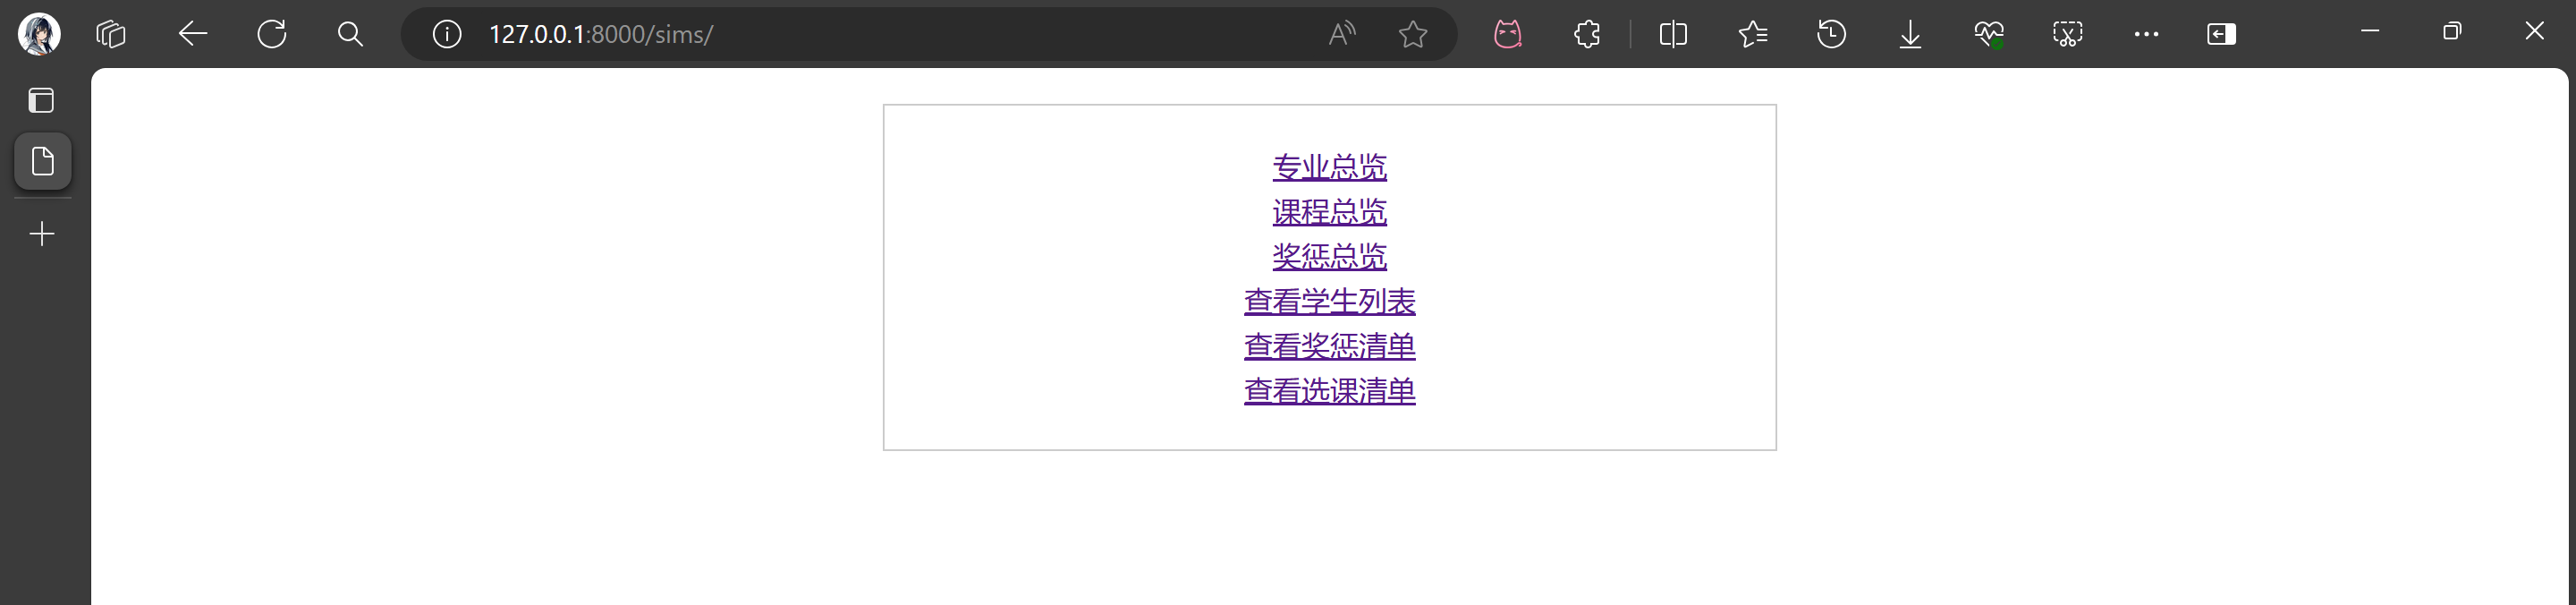 127.0.0.1:8000/sims/
专业总览
课程总览
奖惩总览
查看学生列表
查看奖惩清单
查看选课清单